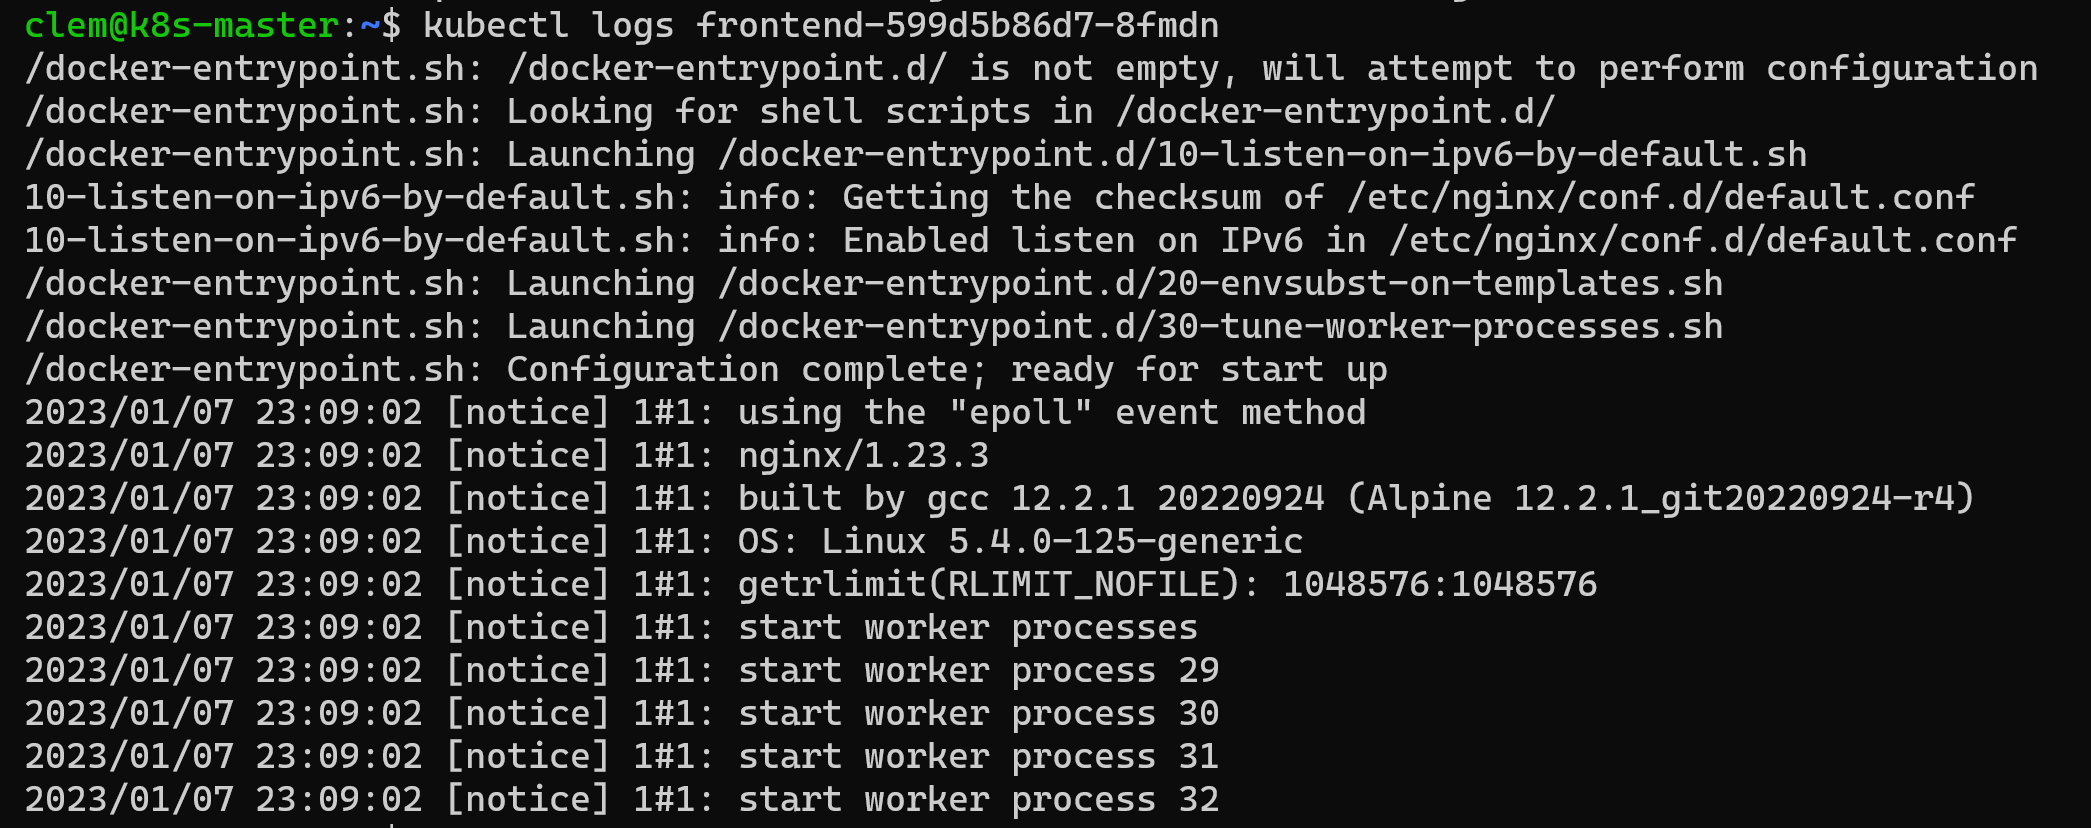 clem@k8s-master:~$ kubectl logs frontend-599d5b86d7-8fmdn
/docker-entrypoint.sh: /docker-entrypoint.d/ is not empty, will attempt to perform configuration
/docker-entrypoint.sh: Looking for shell scripts in /docker-entrypoint.d/
/docker-entrypoint.sh: Launching /docker-entrypoint.d/10-listen-on-ipv6-by-default.sh
10-listen-on-ipv6-by-default.sh: info: Getting the checksum of /etc/nginx/conf.d/default.conf
10-listen-on-ipv6-by-default.sh: info: Enabled listen on IPv6 in /etc/nginx/conf.d/default.conf
/docker-entrypoint.sh: Launching /docker-entrypoint.d/20-envsubst-on-templates.sh
/docker-entrypoint.sh: Launching /docker-entrypoint.d/30-tune-worker-processes.sh
/docker-entrypoint.sh: Configuration complete; ready for start up
2023/01/07 23:09:02 [notice] 1#1: using the "epoll" event method
2023/01/07 23:09:02 [notice] 1#1: nginx/1.23.3
2023/01/07 23:09:02 [notice] 1#1: built by gcc 12.2.1 20220924 (Alpine 12.2.1_git20220924-r4)
2023/01/07 23:09:02 [notice] 1#1: OS: Linux 5.4.0-125-generic
2023/01/07 23:09:02 [notice] 1#1: getrlimit(RLIMIT_NOFILE): 1048576:1048576
2023/01/07 23:09:02 [notice] 1#1: start worker processes
2023/01/07 23:09:02 [notice] 1#1: start worker process 29
2023/01/07 23:09:02 [notice] 1#1: start worker process 30
2023/01/07 23:09:02 [notice] 1#1: start worker process 31
2023/01/07 23:09:02 [notice] 1#1: start worker process 32